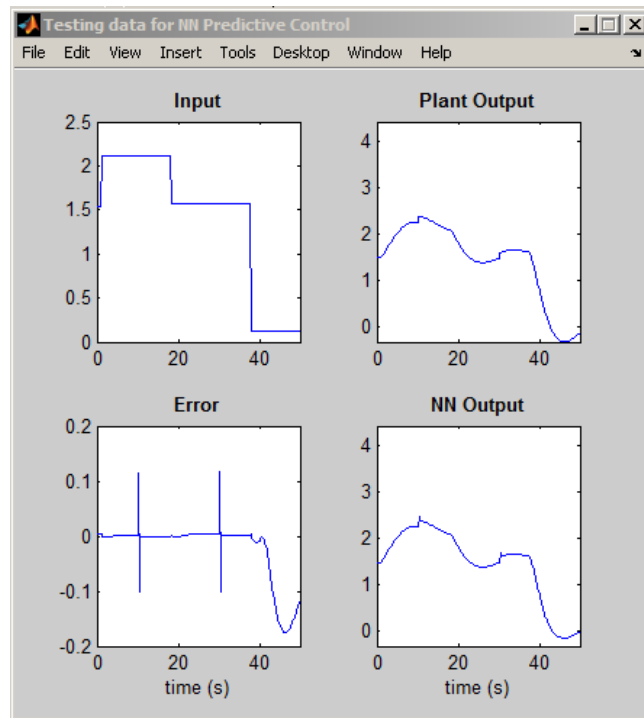 Testing data for NN Predictive Control
File Edit View Insert Tools Desktop Window Help
Input
2.5
2
1.5
1
0.5
0
0 20 40
Plant Output
4
3
2
1
0
0 20 40
Error
0.2
0.1
0
-0.1
-0.2
0 20 40
time (s)
NN Output
4
3
2
1
0
0 20 40
time (s)